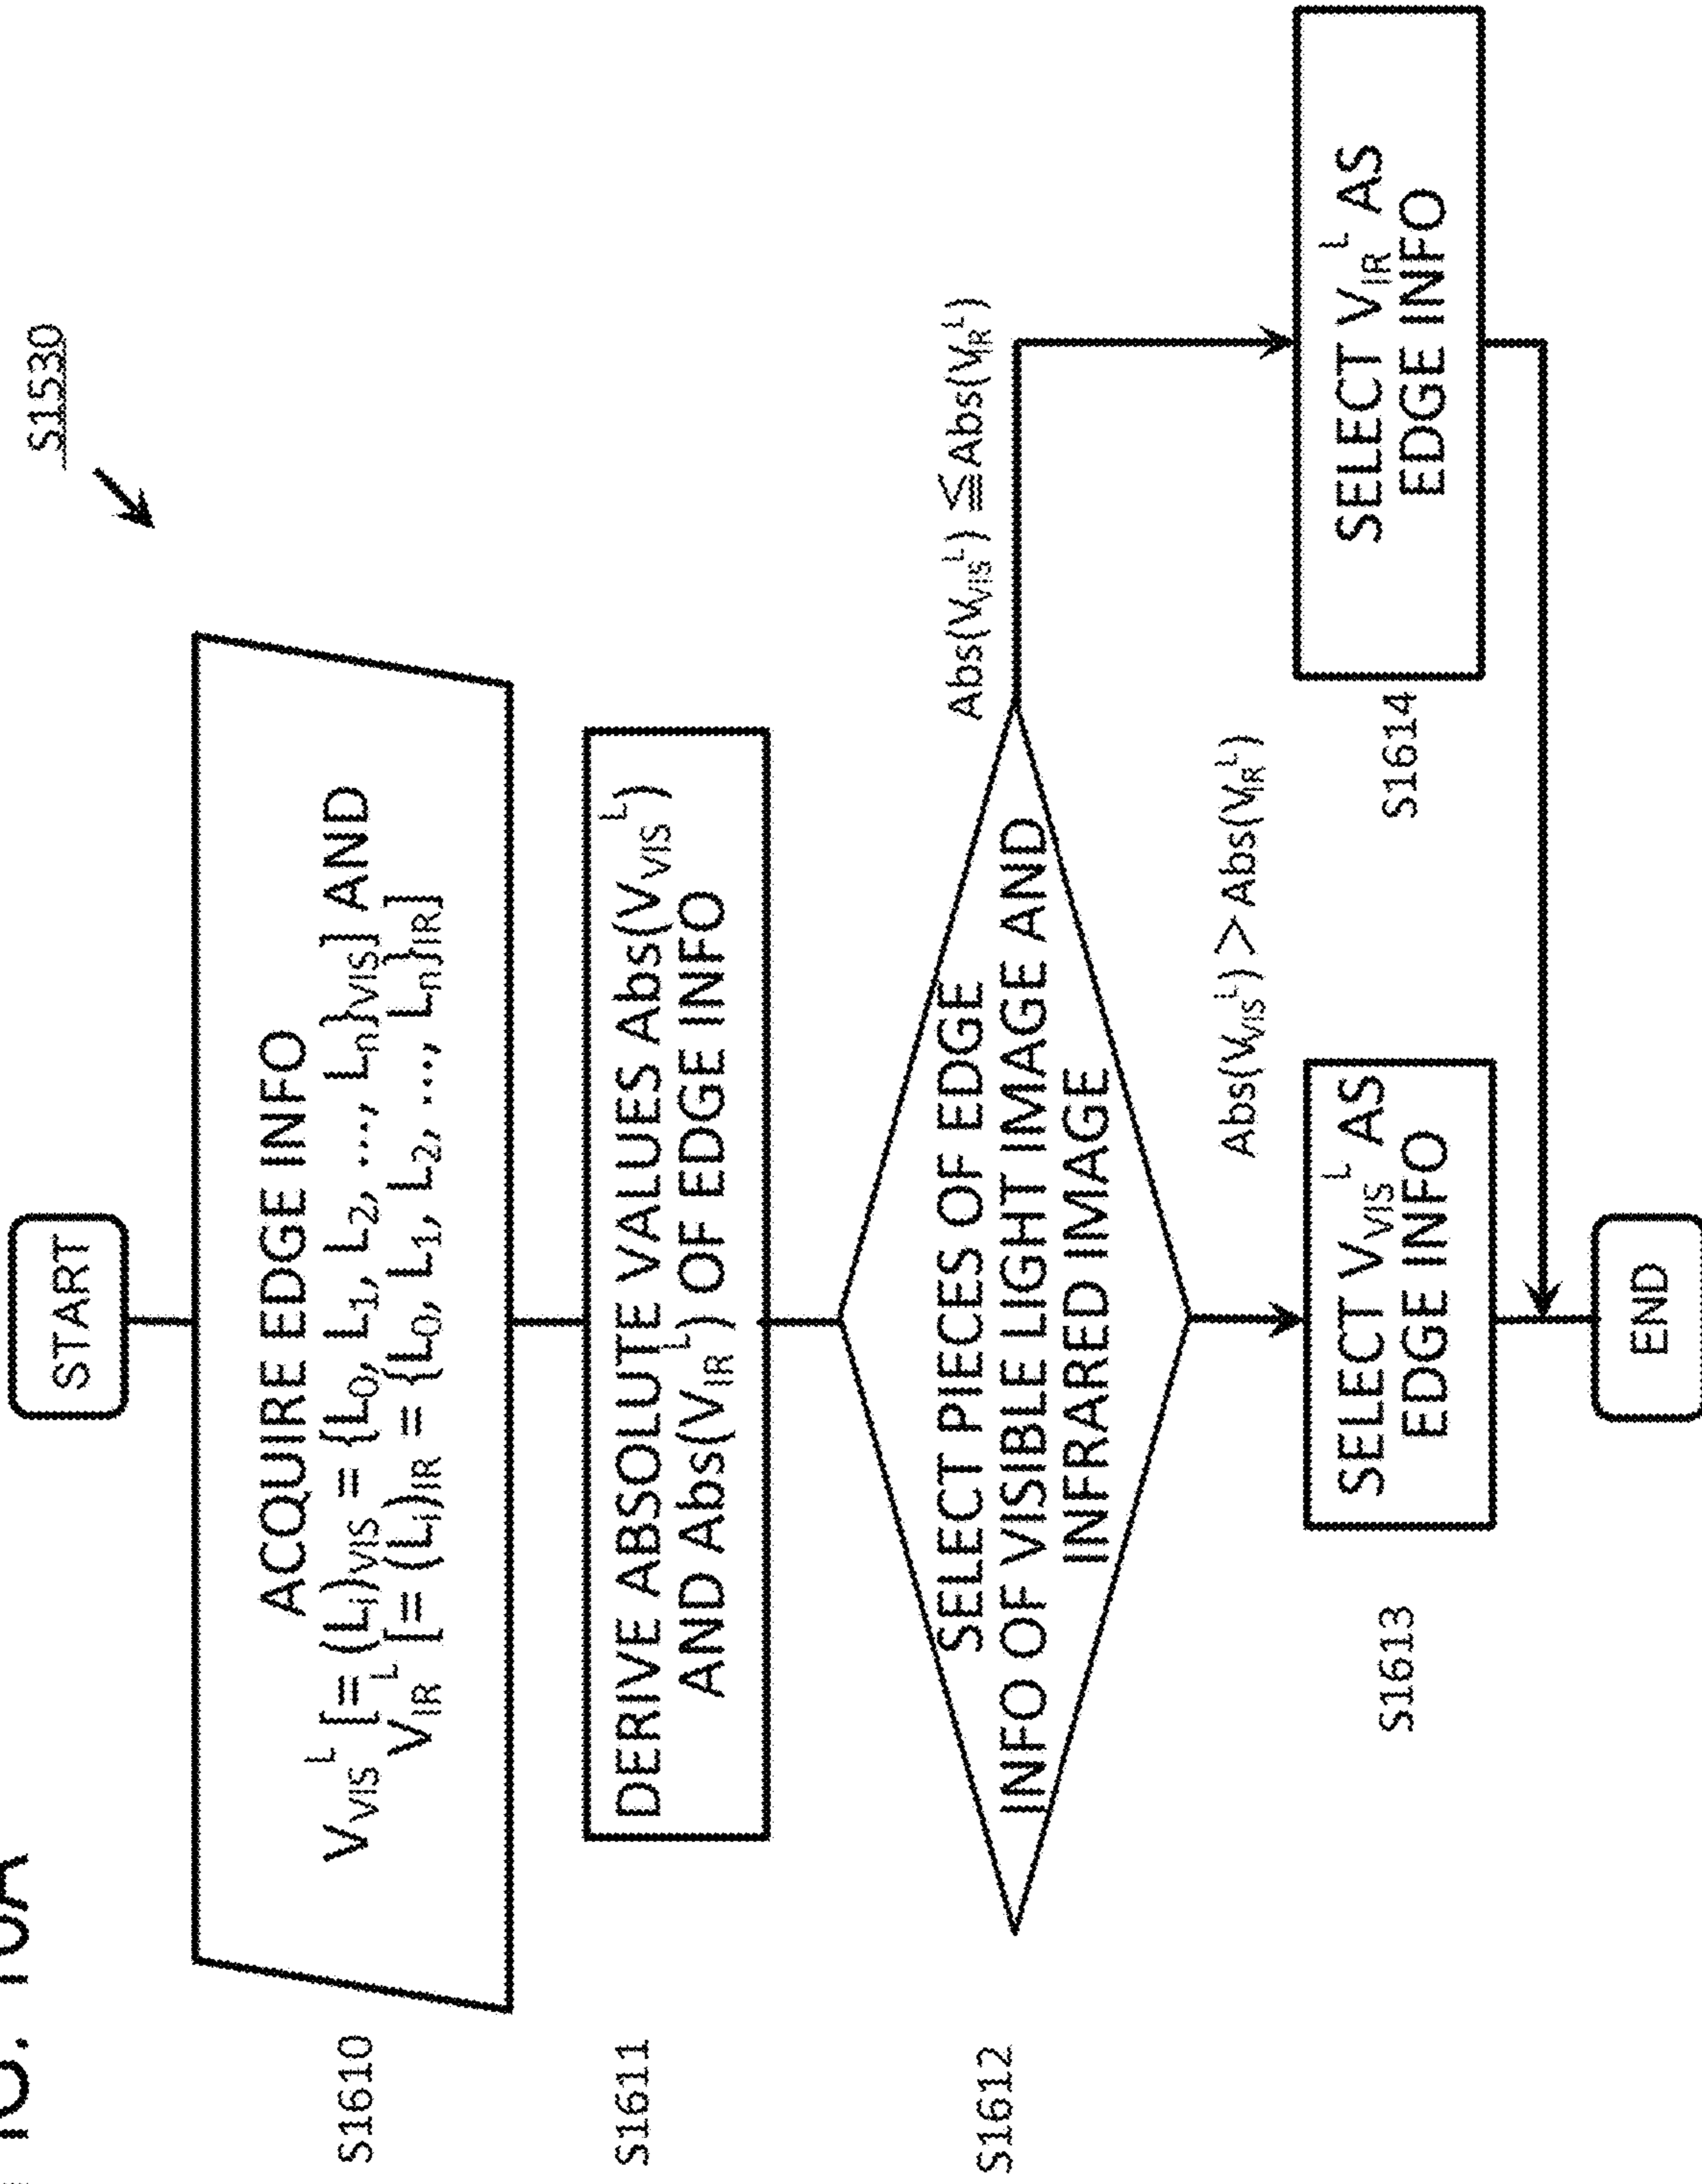 FIG. 16A
S1530
START
S1610
ACQUIRE EDGE INFO
V_VIS^L [= (L_i)_VIS = {L_0, L_1, L_2, ..., L_n}_VIS] AND
V_IR^L [= (L_i)_IR = {L_0, L_1, L_2, ..., L_n}_IR]
S1611
DERIVE ABSOLUTE VALUES Abs(V_VIS^L)
AND Abs(V_IR^L) OF EDGE INFO
S1612
SELECT PIECES OF EDGE
INFO OF VISIBLE LIGHT IMAGE AND
INFRARED IMAGE
Abs(V_VIS^L) ≦ Abs(V_IR^L)
Abs(V_VIS^L) > Abs(V_IR^L)
S1613
SELECT V_VIS^L AS
EDGE INFO
S1614
SELECT V_IR^L AS
EDGE INFO
END